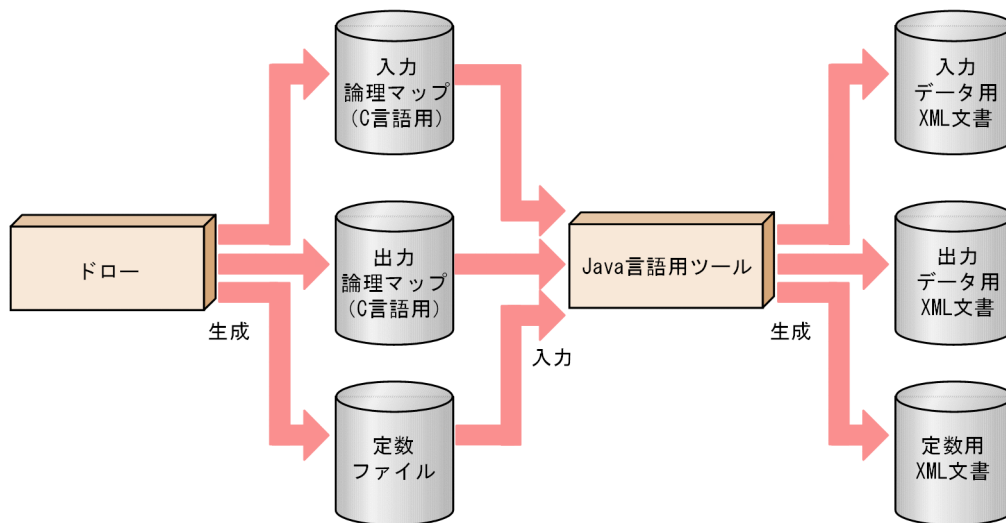 入力
論理マップ
(C言語用)
入力
データ用
XML文書
ドロー
出力
論理マップ
(C言語用)
Java言語用ツール
出力
データ用
XML文書
生成
入力
生成
定数
ファイル
定数用
XML文書